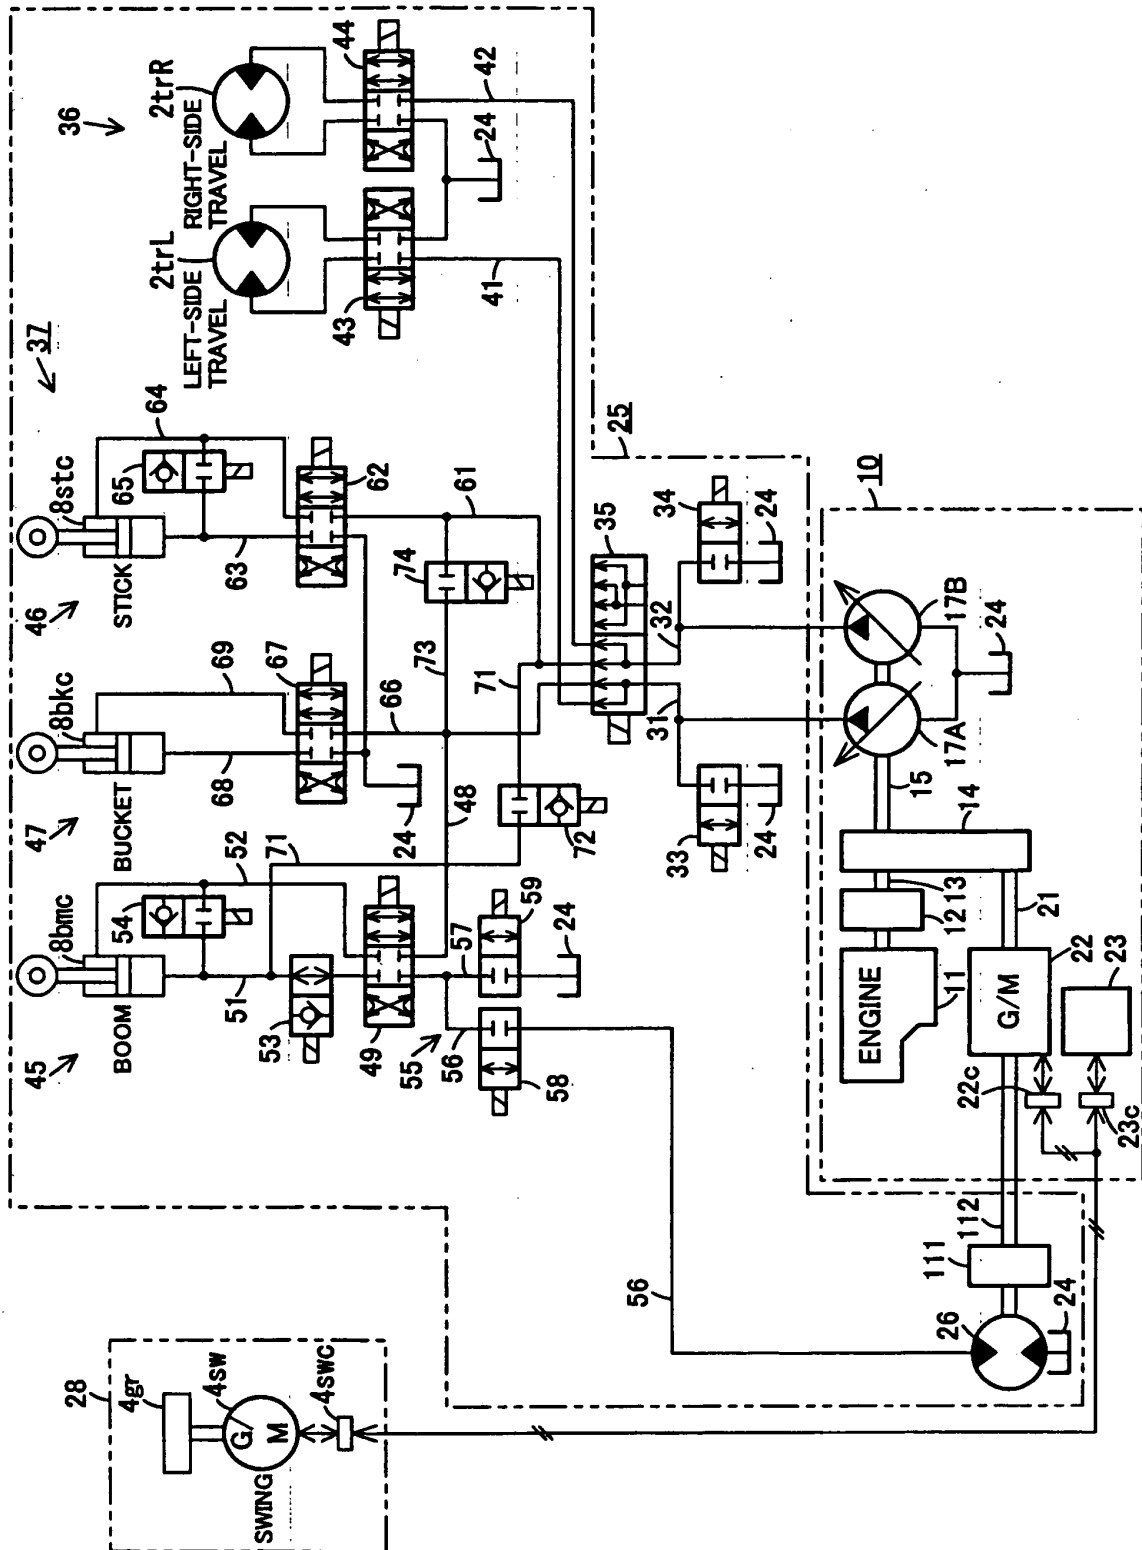 36
2trR
RIGHT-SIDE
TRAVEL
44
42
24
2trL
LEFT-SIDE
TRAVEL
43
41
37
64
65
8stc
46
STICK
63
62
61
74
73
69
8bkc
47
BUCKET
68
67
66
24
71
48
72
52
54
8bmc
45
BOOM
51
71
53
49
55
56
57
58
59
24
25
35
34
24
32
31
33
24
10
17B
17A
24
15
14
13
12
21
ENGINE
11
G/M
22
23
22c
23c
112
111
56
26
24
28
4gr
4sw
G/
M
4swc
SWING